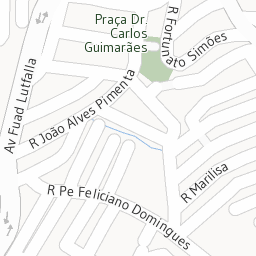 Praça Dr.
Carlos
Guimarães
R Fortunato Simões
Av Fuad Lutfalla
R João Alves Pimenta
R Marilisa
R Pe Feliciano Domingues